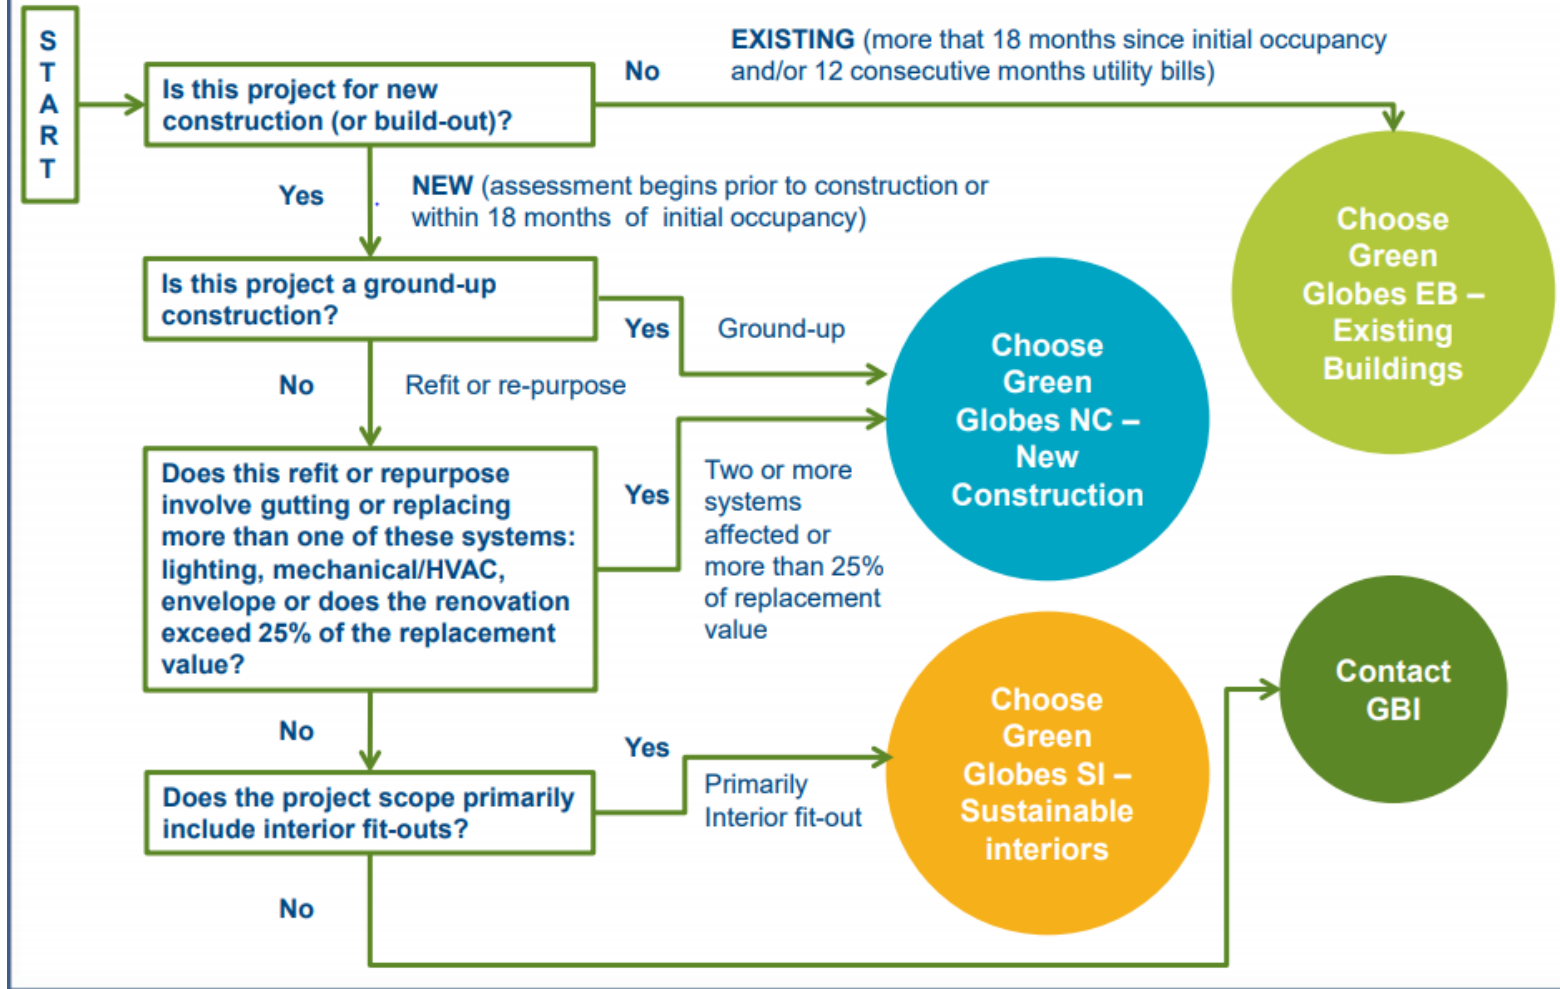 START
Is this project for new
construction (or build-out)?
No
EXISTING (more that 18 months since initial occupancy
and/or 12 consecutive months utility bills)
Choose
Green
Globes EB –
Existing
Buildings
Yes
NEW (assessment begins prior to construction or
within 18 months of initial occupancy)
Is this project a ground-up
construction?
Yes
Ground-up
Choose
Green
Globes NC –
New
Construction
No
Refit or re-purpose
Does this refit or repurpose
involve gutting or replacing
more than one of these systems:
lighting, mechanical/HVAC,
envelope or does the renovation
exceed 25% of the replacement
value?
Yes
Two or more
systems
affected or
more than 25%
of replacement
value
No
Does the project scope primarily
include interior fit-outs?
Yes
Primarily
Interior fit-out
Choose
Green
Globes SI –
Sustainable
interiors
No
Contact
GBI